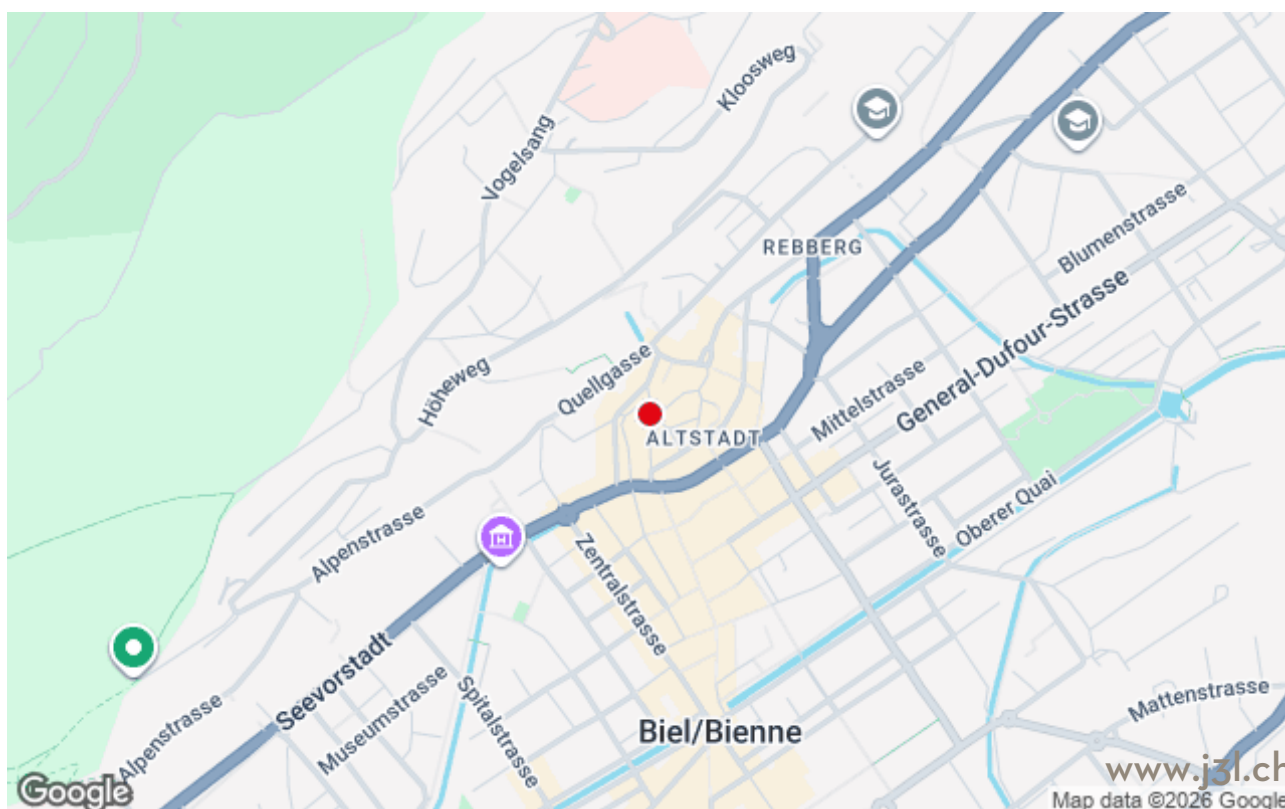 Kloosweg
Vogelsang
REBBERG
Blumenstrasse
Höheweg
Quellgasse
General-Dufour-Strasse
Mittelstrasse
ALTSTADT
Jurastrasse
Oberer Quai
Alpenstrasse
Zentralstrasse
Seevorstadt
Museumstrasse
Spitalstrasse
Alpenstrasse
Mattenstrasse
Biel/Bienne
www.j3l.ch
Google
Map data ©2026 Google